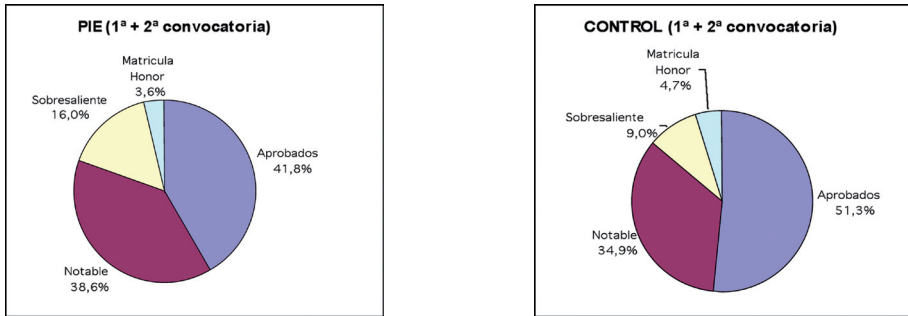 PIE (1ª + 2ª convocatoria)
Matricula
Honor
3,6%
Sobresaliente
16,0%
Aprobados
41,8%
Notable
38,6%
CONTROL (1ª + 2ª convocatoria)
Matricula
Honor
4,7%
Sobresaliente
9,0%
Aprobados
51,3%
Notable
34,9%